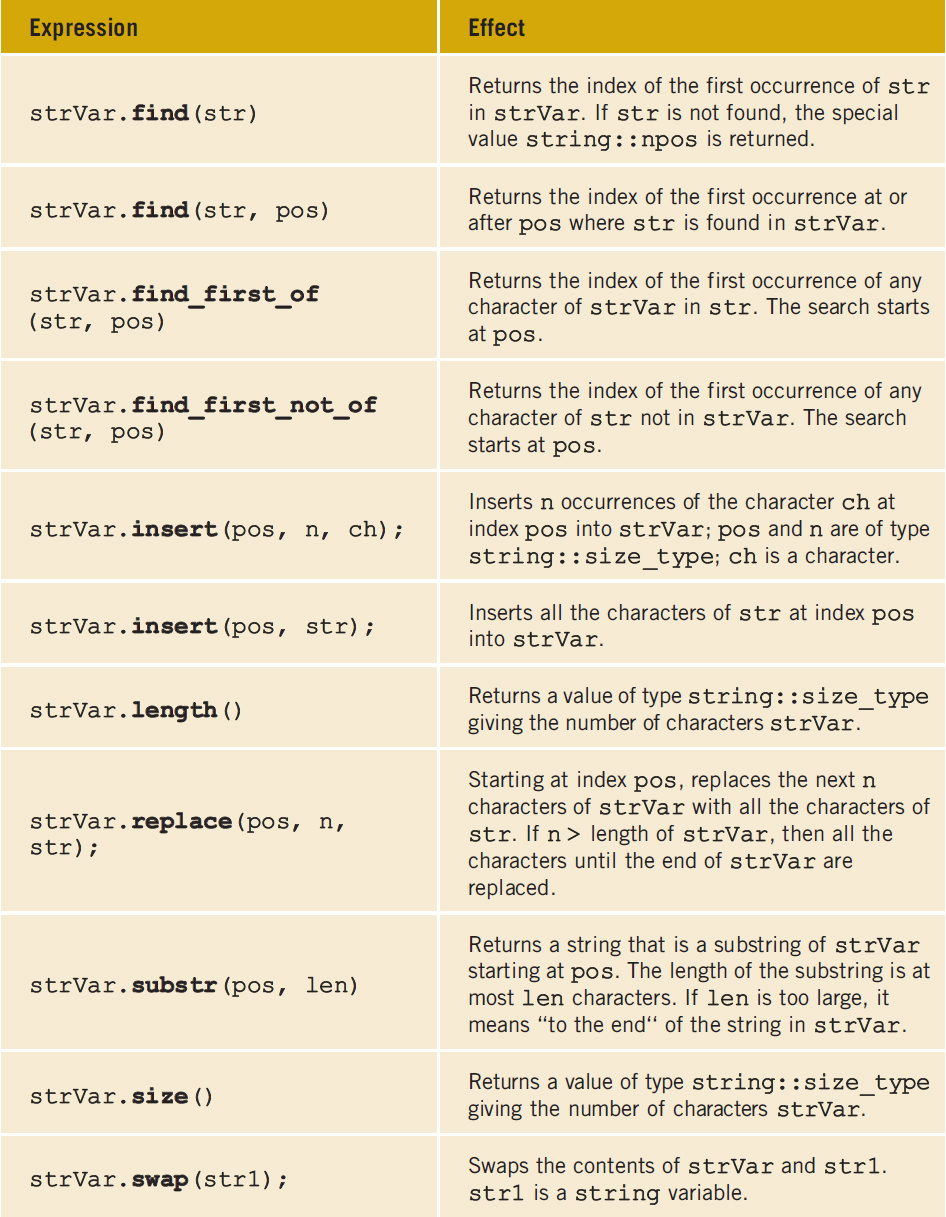 Expression
Effect
strVar.find(str)
Returns the index of the first occurrence of str
in strVar. If str is not found, the special
value string::npos is returned.
strVar.find(str, pos)
Returns the index of the first occurrence at or
after pos where str is found in strVar.
strVar.find_first_of
(str, pos)
Returns the index of the first occurrence of any
character of strVar in str. The search starts
at pos.
strVar.find_first_not_of
(str, pos)
Returns the index of the first occurrence of any
character of str not in strVar. The search
starts at pos.
strVar.insert(pos, n, ch);
Inserts n occurrences of the character ch at
index pos into strVar; pos and n are of type
string::size_type; ch is a character.
strVar.insert(pos, str);
Inserts all the characters of str at index pos
into strVar.
strVar.length()
Returns a value of type string::size_type
giving the number of characters strVar.
strVar.replace(pos, n,
str);
Starting at index pos, replaces the next n
characters of strVar with all the characters of
str. If n > length of strVar, then all the
characters until the end of strVar are
replaced.
strVar.substr(pos, len)
Returns a string that is a substring of strVar
starting at pos. The length of the substring is at
most len characters. If len is too large, it
means “to the end“ of the string in strVar.
strVar.size()
Returns a value of type string::size_type
giving the number of characters strVar.
strVar.swap(str1);
Swaps the contents of strVar and str1.
str1 is a string variable.